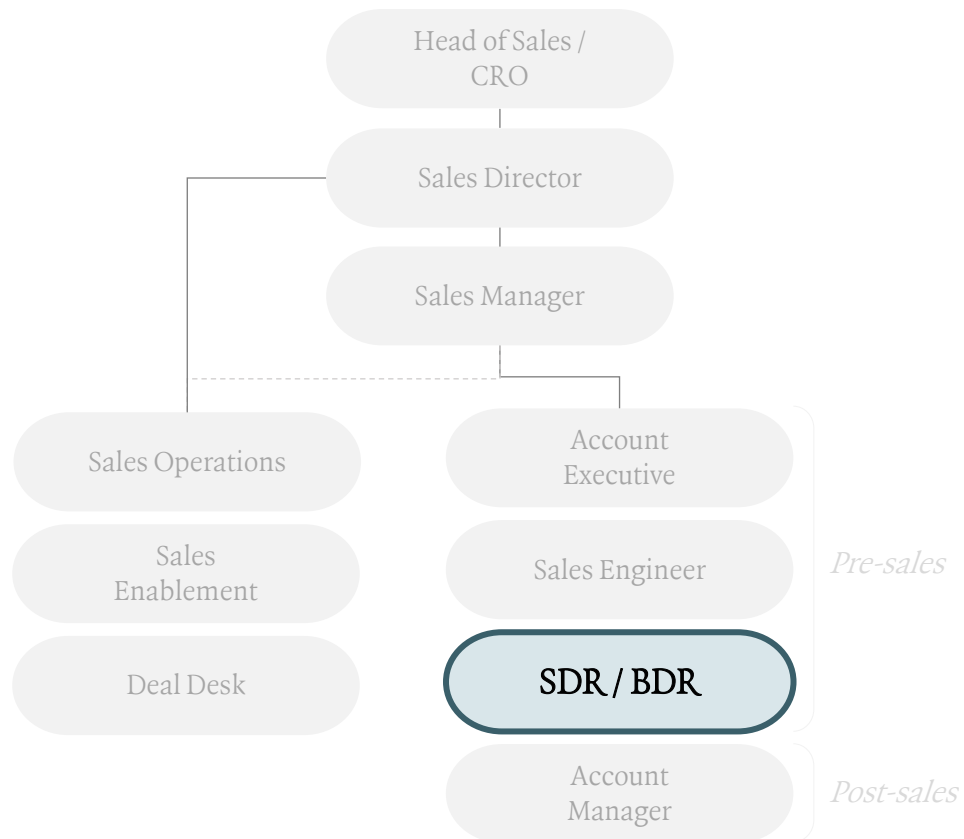 Head of Sales /
CRO
Sales Director
Sales Manager
Sales Operations
Sales
Enablement
Deal Desk
Account
Executive
Sales Engineer
SDR / BDR
Account
Manager
Pre-sales
Post-sales